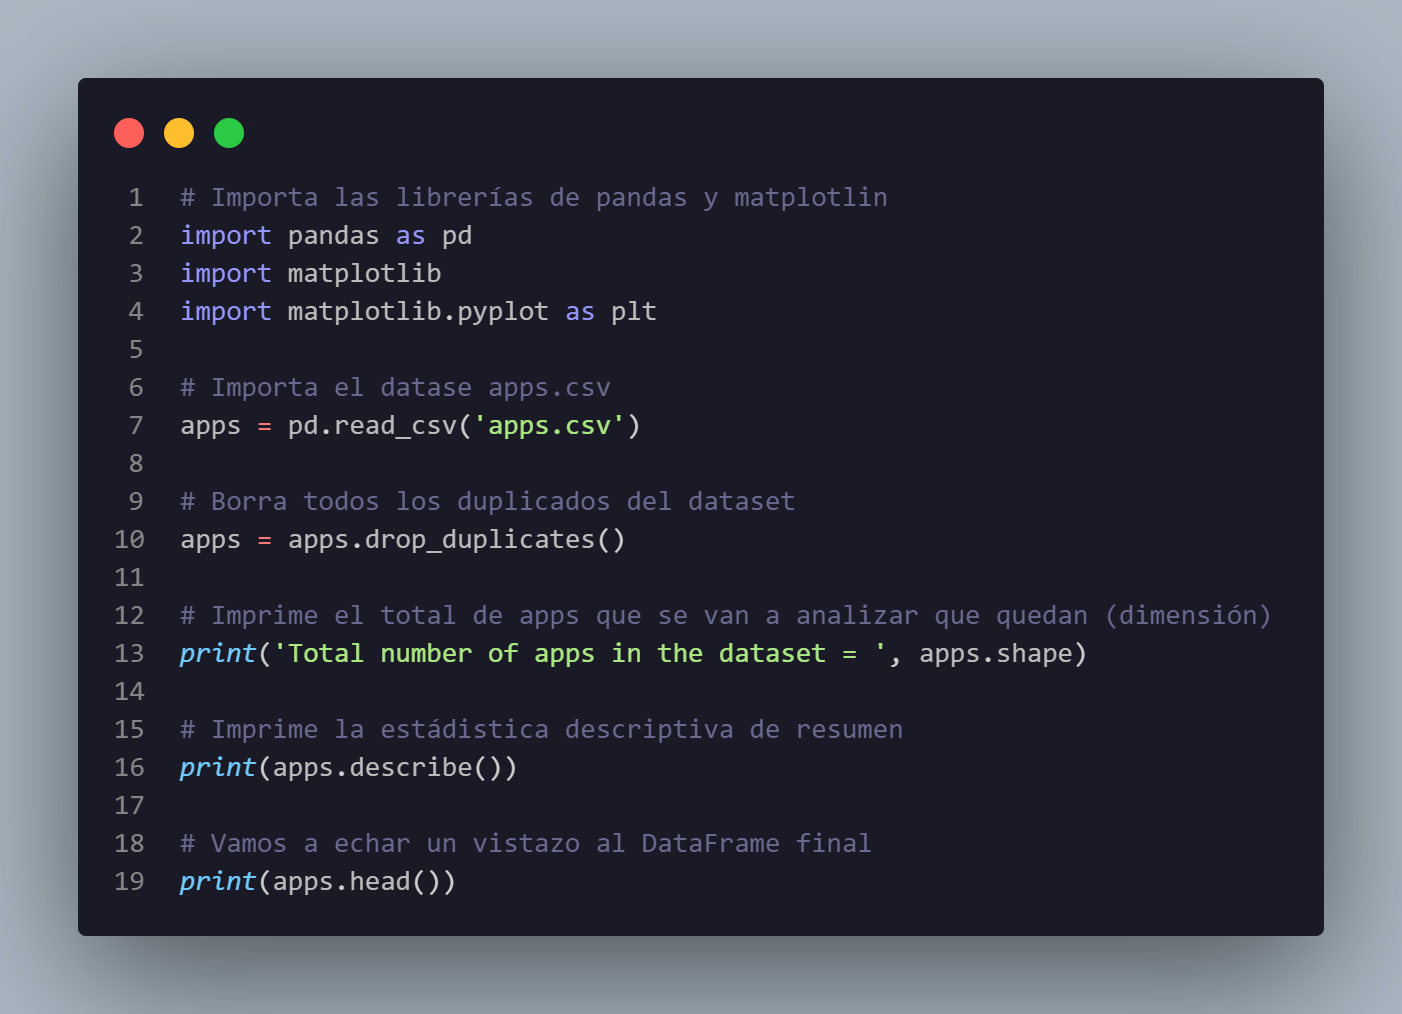 1 # Importa las librerías de pandas y matplotlin
2 import pandas as pd
3 import matplotlib
4 import matplotlib.pyplot as plt
5
6 # Importa el datase apps.csv
7 apps = pd.read_csv('apps.csv')
8
9 # Borra todos los duplicados del dataset
10 apps = apps.drop_duplicates()
11
12 # Imprime el total de apps que se van a analizar que quedan (dimensión)
13 print('Total number of apps in the dataset = ', apps.shape)
14
15 # Imprime la estádistica descriptiva de resumen
16 print(apps.describe())
17
18 # Vamos a echar un vistazo al DataFrame final
19 print(apps.head())